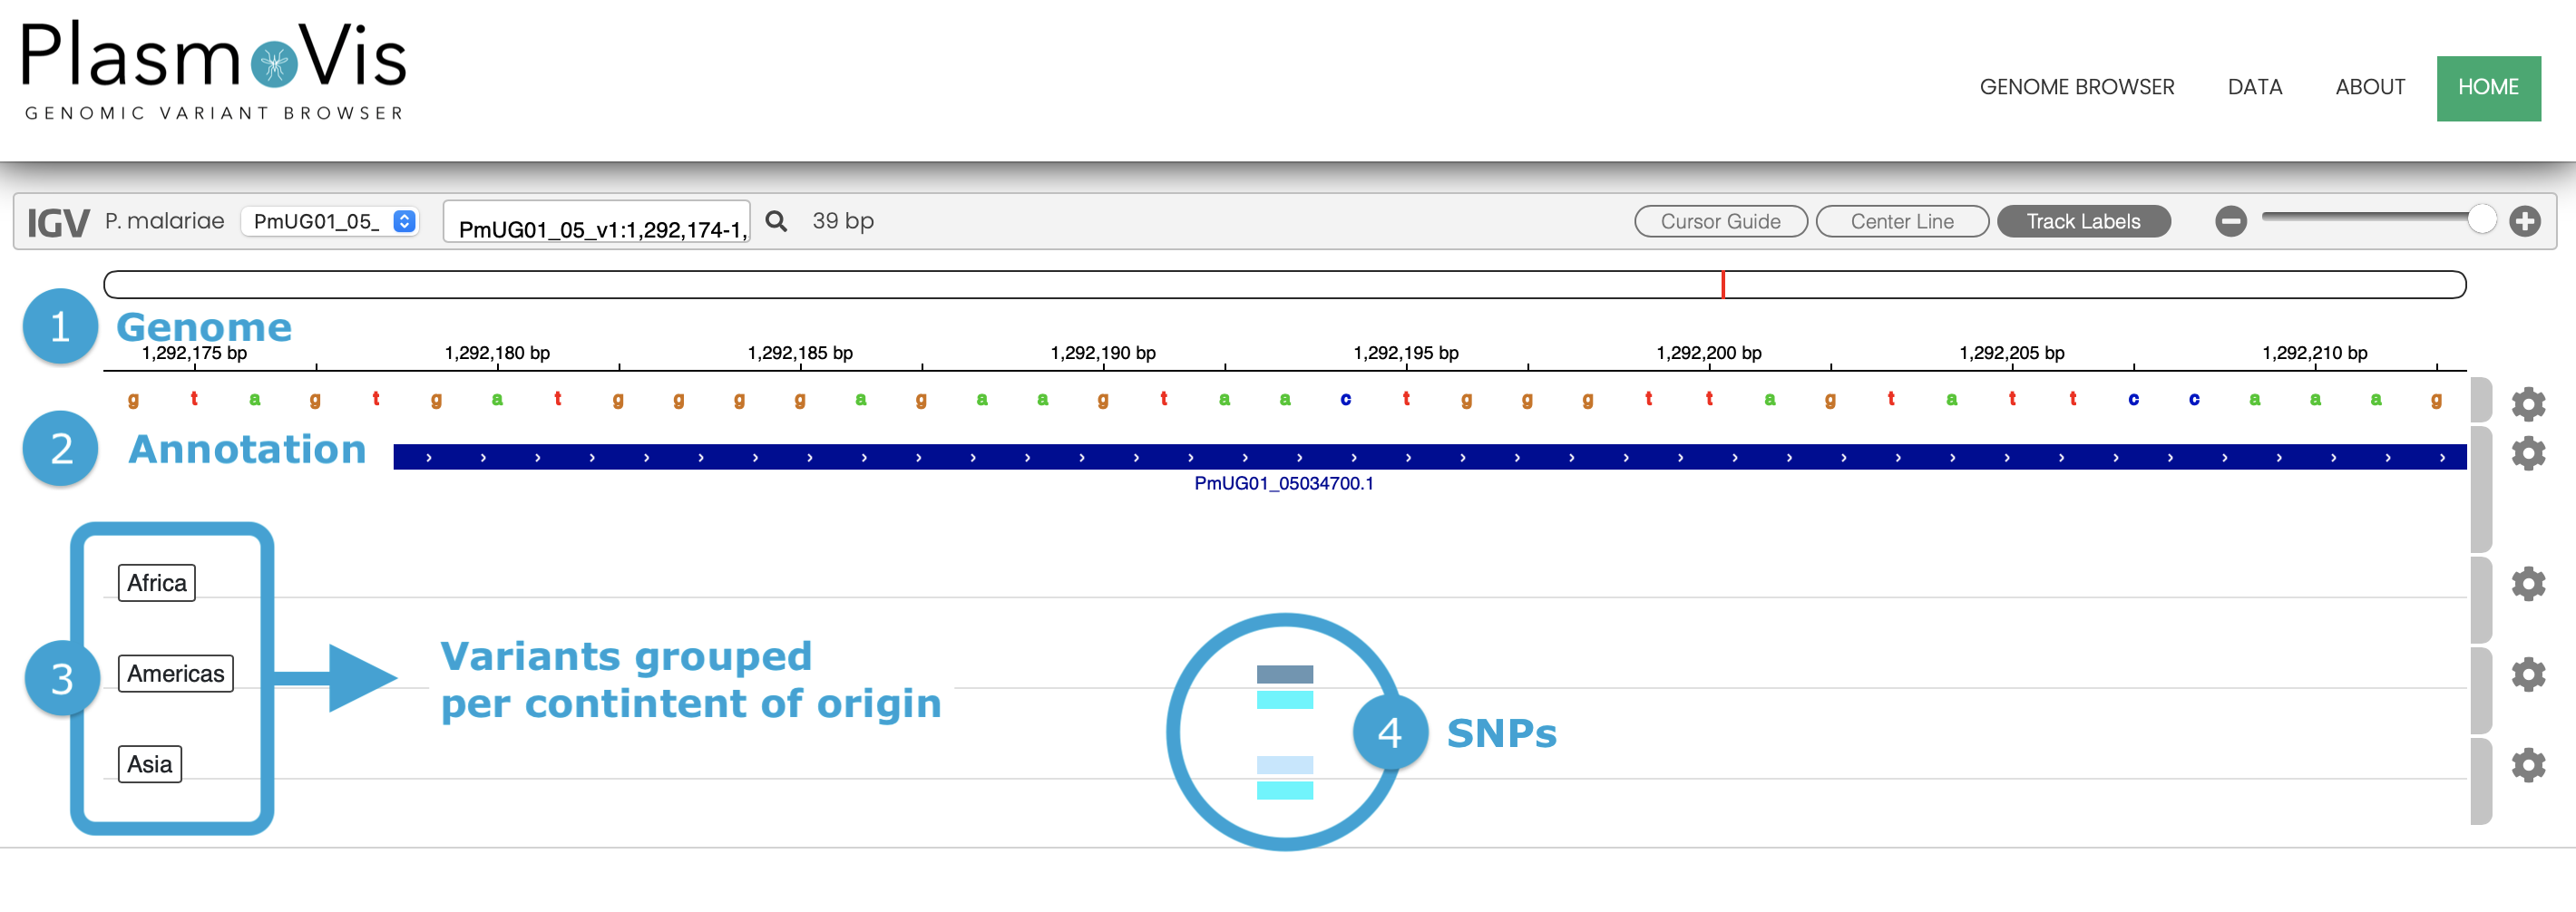 PlasmoVis
GENOMIC VARIANT BROWSER
GENOME BROWSER DATA ABOUT HOME
IGV P. malariae PmUG01_05_ PmUG01_05_v1:1,292,174-1, 39 bp Cursor Guide Center Line Track Labels
1 Genome
1,292,175 bp 1,292,180 bp 1,292,185 bp 1,292,190 bp 1,292,195 bp 1,292,200 bp 1,292,205 bp 1,292,210 bp
g t a g t g a t g g g g a g a a g t a a c t g g g t t a g t a t t c c a a a g
2 Annotation
PmUG01_05034700.1
Africa
3 Americas
Asia
Variants grouped
per contintent of origin
4 SNPs